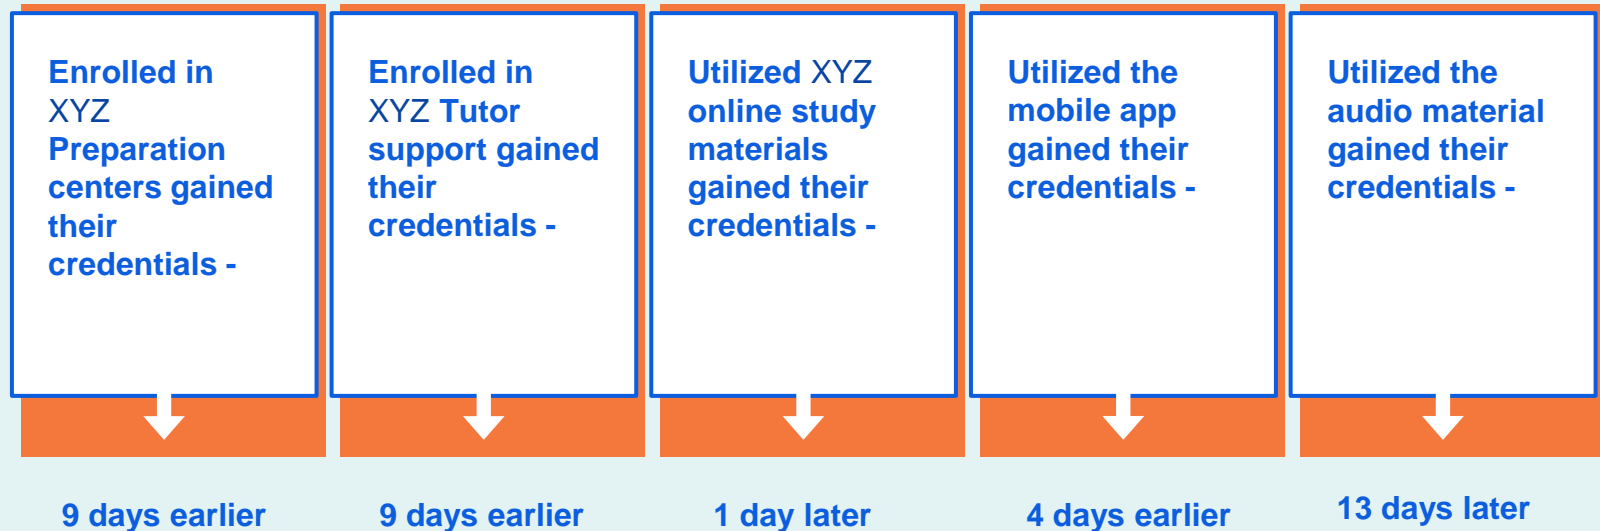 Enrolled in
XYZ
Preparation
centers gained
their
credentials -
Enrolled in
XYZ Tutor
support gained
their
credentials -
Utilized XYZ
online study
materials
gained their
credentials -
Utilized the
mobile app
gained their
credentials -
Utilized the
audio material
gained their
credentials -
9 days earlier
9 days earlier
1 day later
4 days earlier
13 days later